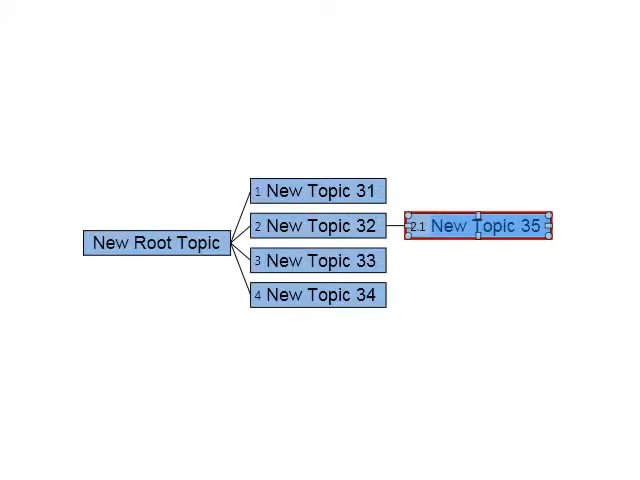 New Root Topic
1 New Topic 31
2 New Topic 32
2.1 New Topic 35
3 New Topic 33
4 New Topic 34